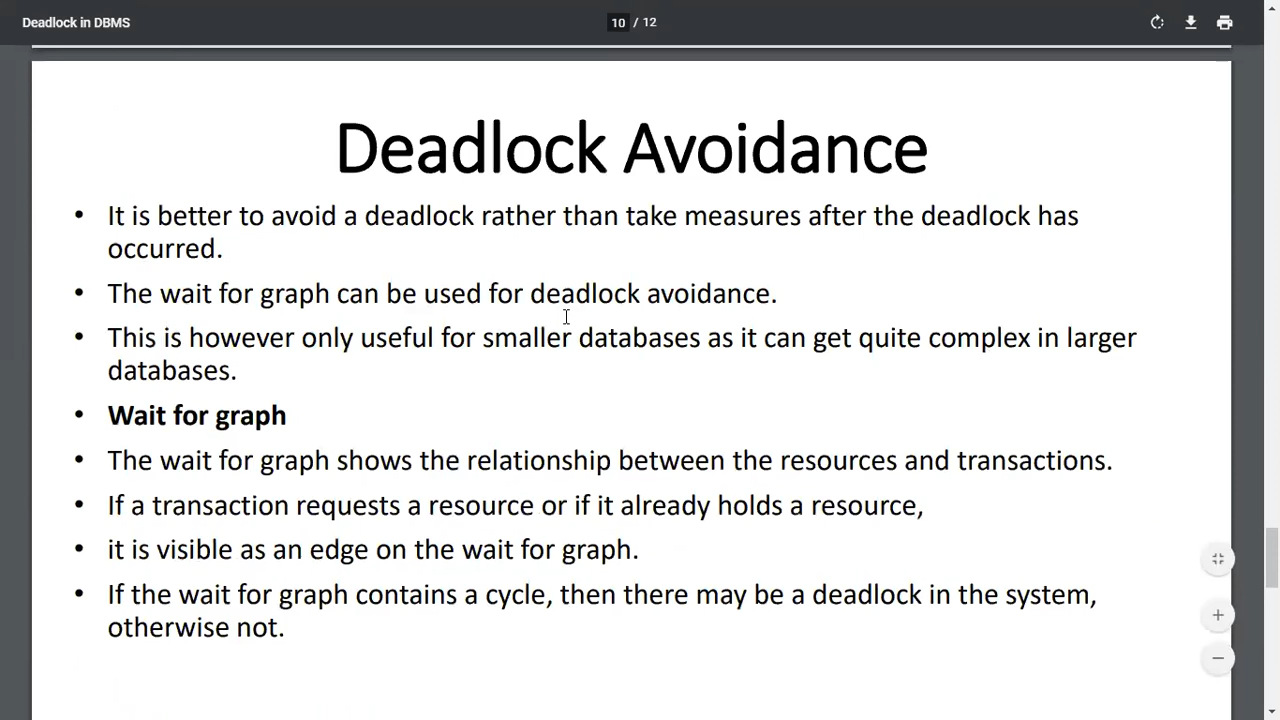 Deadlock in DBMS
10 / 12
Deadlock Avoidance
• It is better to avoid a deadlock rather than take measures after the deadlock has
occurred.
• The wait for graph can be used for deadlock avoidance.
• This is however only useful for smaller databases as it can get quite complex in larger
databases.
• Wait for graph
• The wait for graph shows the relationship between the resources and transactions.
• If a transaction requests a resource or if it already holds a resource,
• it is visible as an edge on the wait for graph.
• If the wait for graph contains a cycle, then there may be a deadlock in the system,
otherwise not.